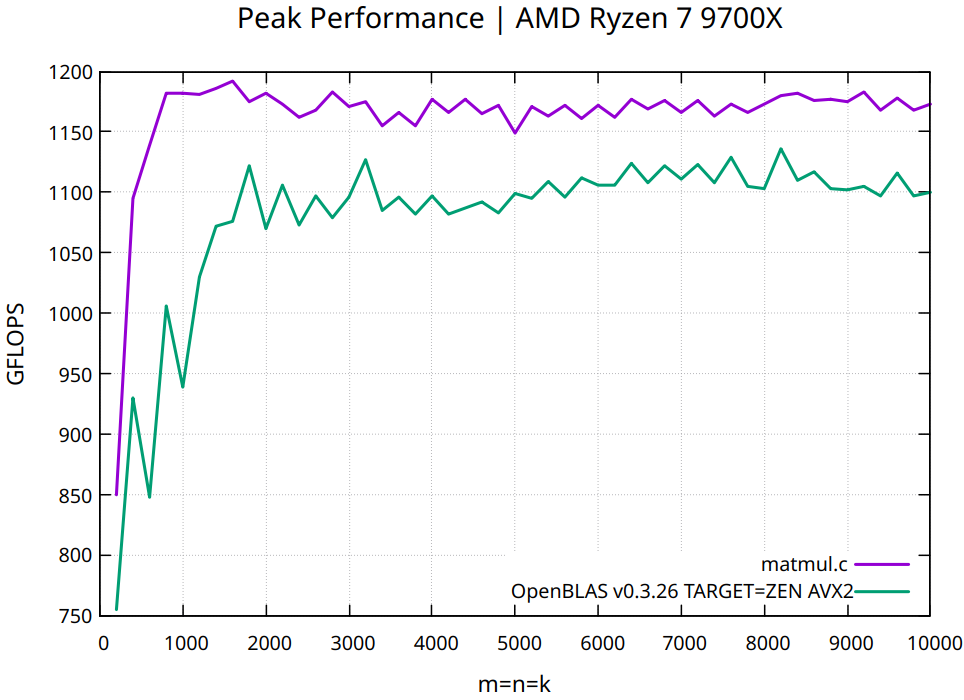 Peak Performance | AMD Ryzen 7 9700X
1200
1150
1100
1050
1000
950
900
850
800
750
GFLOPS
matmul.c
OpenBLAS v0.3.26 TARGET=ZEN AVX2
0 1000 2000 3000 4000 5000 6000 7000 8000 9000 10000
m=n=k